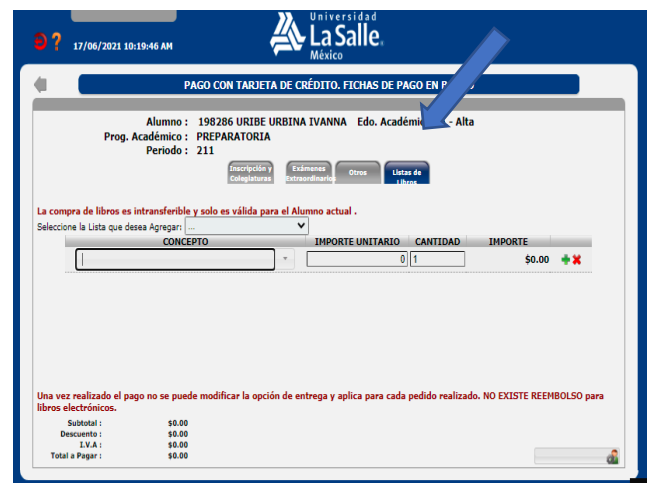 Universidad
La Salle
México
? 17/06/2021 10:19:46 AM
PAGO CON TARJETA DE CRÉDITO. FICHAS DE PAGO EN
Alumno : 198286 URIBE URBINA IVANNA Edo. - Alta
Prog. Académico : PREPARATORIA
Periodo : 211
Inscripción y Colegiaturas
Exámenes Extraordinarios
Otros
Listas de Libros
La compra de libros es intransferible y solo es válida para el Alumno actual .
Seleccione la Lista que desea Agregar: ...
CONCEPTO IMPORTE UNITARIO CANTIDAD IMPORTE
0 1 $0.00
Una vez realizado el pago no se puede modificar la opción de entrega y aplica para cada pedido realizado. NO EXISTE REEMBOLSO para
libros electrónicos.
Subtotal : $0.00
Descuento : $0.00
I.V.A : $0.00
Total a Pagar : $0.00